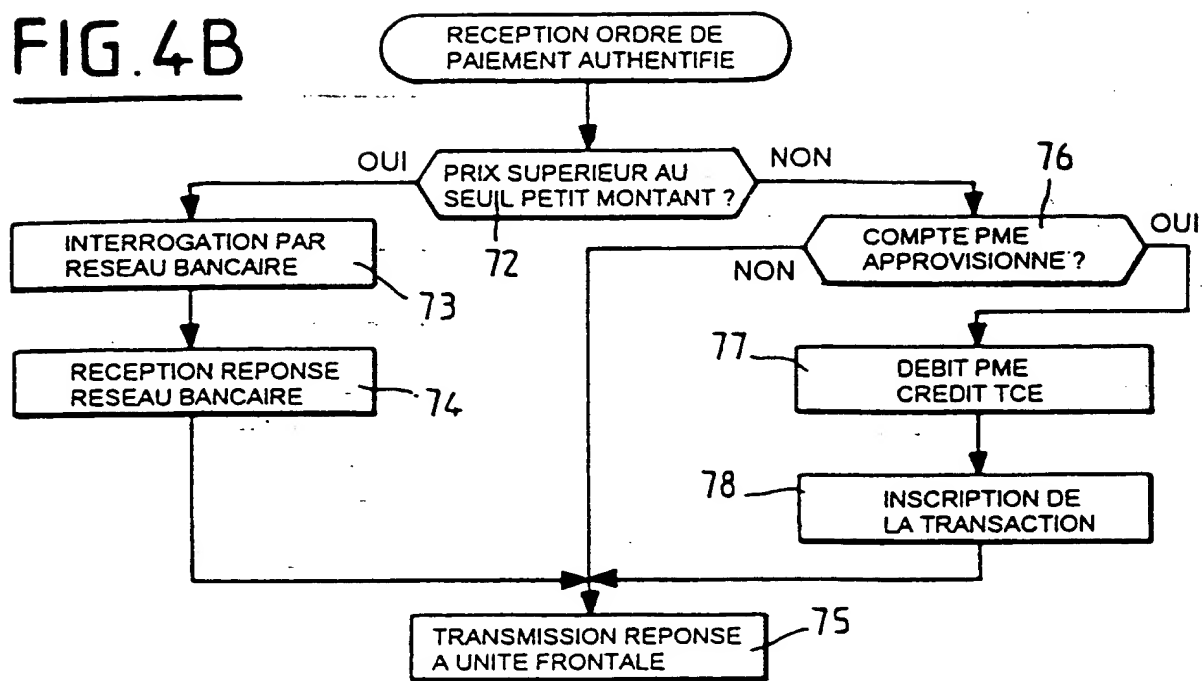 FIG. 4B
RECEPTION ORDRE DE
PAIEMENT AUTHENTIFIE
OUI
PRIX SUPERIEUR AU
SEUIL PETIT MONTANT ?
NON
72
76
INTERROGATION PAR
RESEAU BANCAIRE
73
COMPTE PME
APPROVISIONNE ?
NON
OUI
RECEPTION REPONSE
RESEAU BANCAIRE
74
77
DEBIT PME
CREDIT TCE
78
INSCRIPTION DE
LA TRANSACTION
TRANSMISSION REPONSE
A UNITE FRONTALE
75